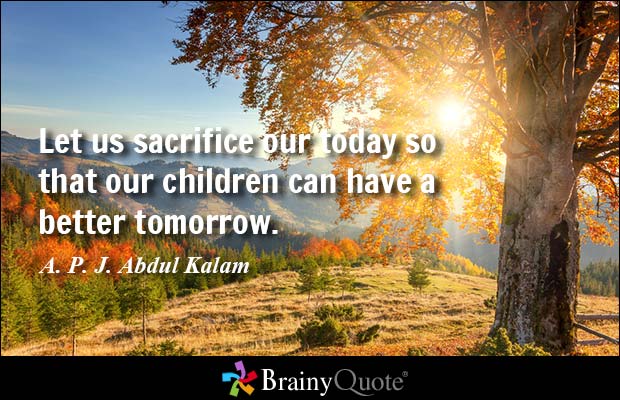 Let us sacrifice our today so
that our children can have a
better tomorrow.
A. P. J. Abdul Kalam
BrainyQuote®